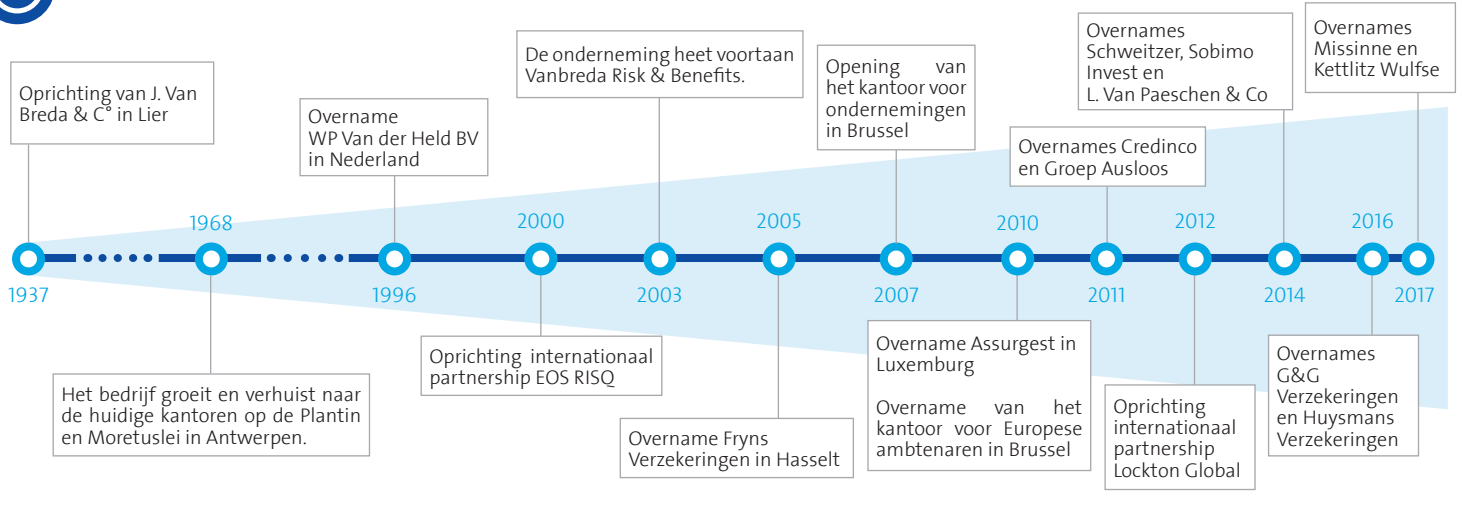 Oprichting van J. Van
Breda & C° in Lier
1937
1968
Het bedrijf groeit en verhuist naar
de huidige kantoren op de Plantin
en Moretuslei in Antwerpen.
Overname
WP Van der Held BV
in Nederland
1996
2000
Oprichting internationaal
partnership EOS RISQ
De onderneming heet voortaan
Vanbreda Risk & Benefits.
2003
2005
Overname Fryns
Verzekeringen in Hasselt
Opening van
het kantoor voor
ondernemingen
in Brussel
2007
2010
Overname Assurgest in
Luxemburg
Overname van het
kantoor voor Europese
ambtenaren in Brussel
Overnames Credinco
en Groep Ausloos
2011
2012
Oprichting
internationaal
partnership
Lockton Global
Overnames
Schweitzer, Sobimo
Invest en
L. Van Paeschen & Co
2014
2016
Overnames
G&G
Verzekeringen
en Huysmans
Verzekeringen
Overnames
Missinne en
Kettlitz Wulfse
2017